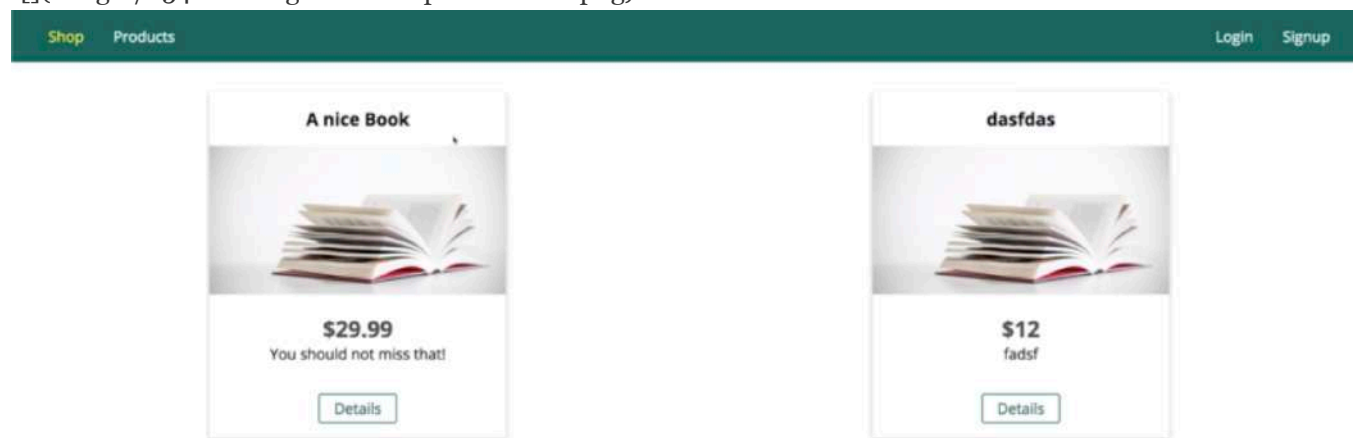 Shop Products Login Signup
A nice Book
$29.99
You should not miss that!
Details
dasfdas
$12
fadsf
Details